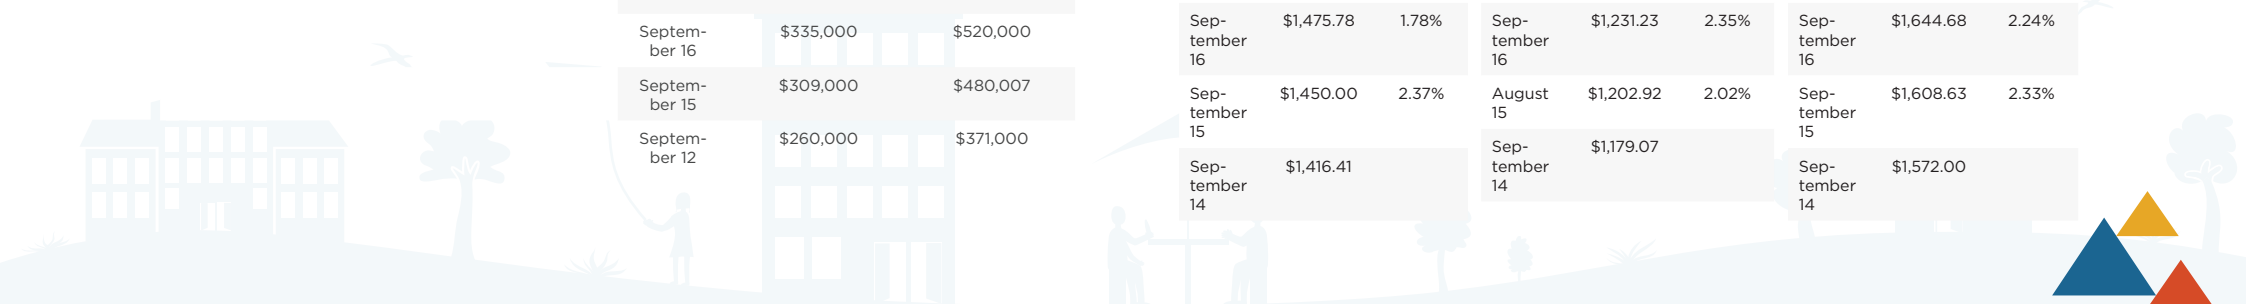 Septem- $335,000 $520,000
ber 16
Septem- $309,000 $480,007
ber 15
Septem- $260,000 $371,000
ber 12
Sep- $1,475.78 1.78%
tember
16
Sep- $1,450.00 2.37%
tember
15
Sep- $1,416.41
tember
14
Sep- $1,231.23 2.35%
tember
16
August $1,202.92 2.02%
15
Sep- $1,179.07
tember
14
Sep- $1,644.68 2.24%
tember
16
Sep- $1,608.63 2.33%
tember
15
Sep- $1,572.00
tember
14